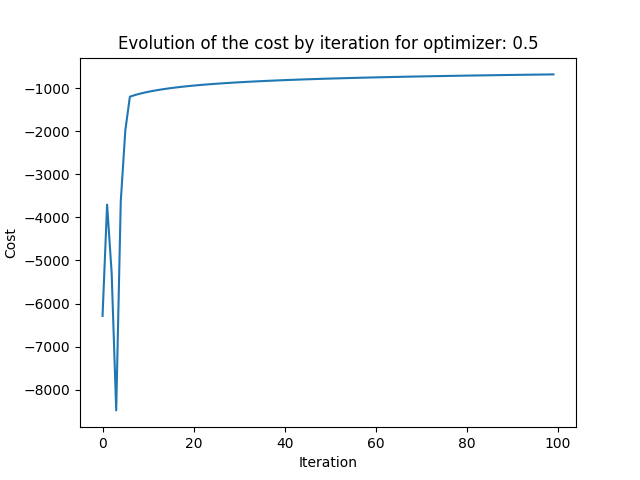 Evolution of the cost by iteration for optimizer: 0.5
−1000
−2000
−3000
−4000
−5000
−6000
−7000
−8000
Cost
0 20 40 60 80 100
Iteration